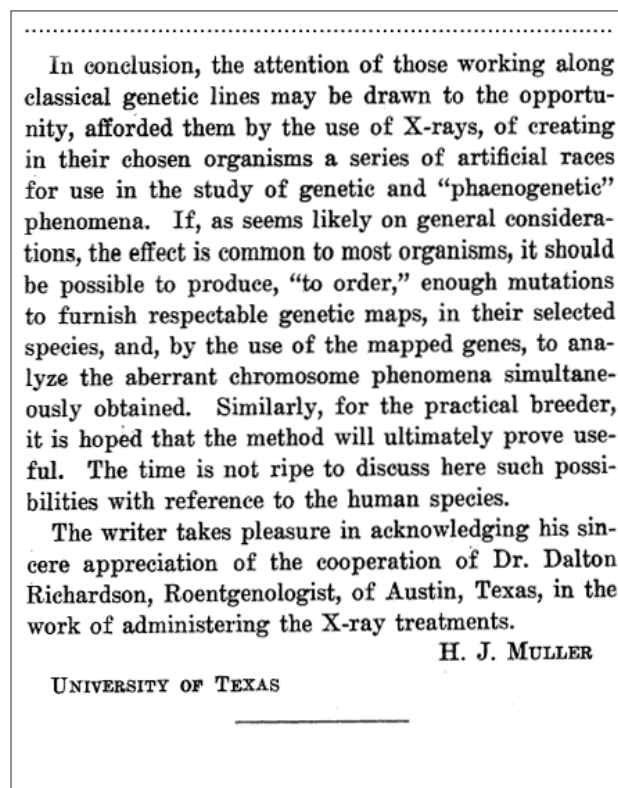 In conclusion, the attention of those working along
classical genetic lines may be drawn to the opportu-
nity, afforded them by the use of X-rays, of creating
in their chosen organisms a series of artificial races
for use in the study of genetic and “phaenogenetic”
phenomena. If, as seems likely on general considera-
tions, the effect is common to most organisms, it should
be possible to produce, “to order,” enough mutations
to furnish respectable genetic maps, in their selected
species, and, by the use of the mapped genes, to ana-
lyze the aberrant chromosome phenomena simultane-
ously obtained. Similarly, for the practical breeder,
it is hoped that the method will ultimately prove use-
ful. The time is not ripe to discuss here such possi-
bilities with reference to the human species.
The writer takes pleasure in acknowledging his sin-
cere appreciation of the cooperation of Dr. Dalton
Richardson, Roentgenologist, of Austin, Texas, in the
work of administering the X-ray treatments.
H. J. MULLER
UNIVERSITY OF TEXAS